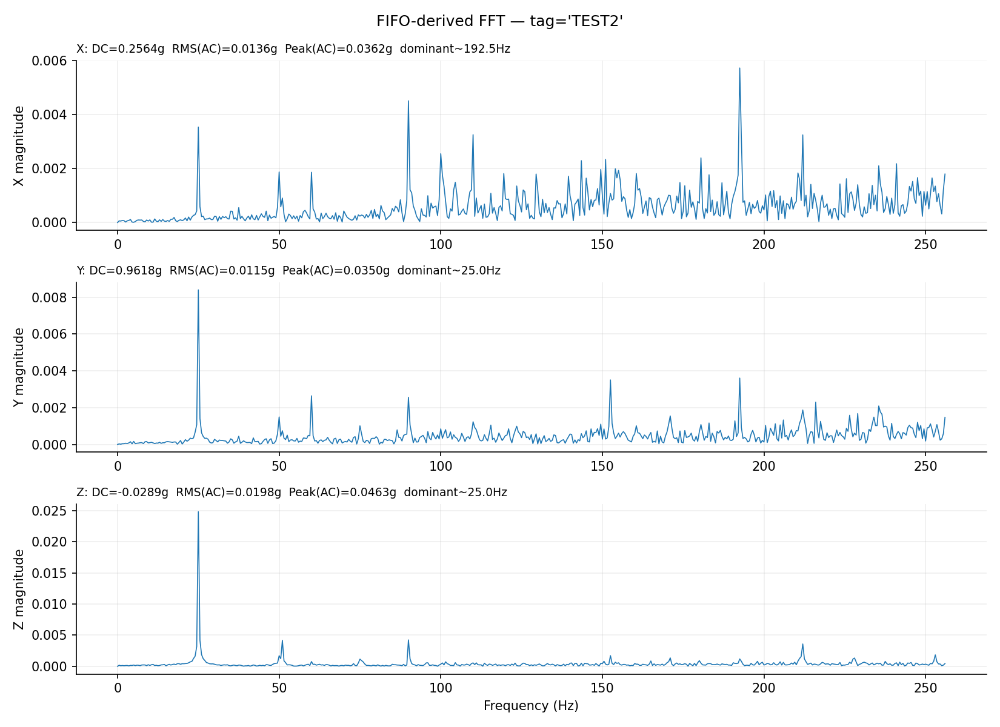 FIFO-derived FFT — tag='TEST2'
X: DC=0.2564g  RMS(AC)=0.0136g  Peak(AC)=0.0362g  dominant~192.5Hz
0.006
0.004
0.002
0.000
X magnitude
0 50 100 150 200 250
Y: DC=0.9618g  RMS(AC)=0.0115g  Peak(AC)=0.0350g  dominant~25.0Hz
0.008
0.006
0.004
0.002
0.000
Y magnitude
0 50 100 150 200 250
Z: DC=-0.0289g  RMS(AC)=0.0198g  Peak(AC)=0.0463g  dominant~25.0Hz
0.025
0.020
0.015
0.010
0.005
0.000
Z magnitude
0 50 100 150 200 250
Frequency (Hz)